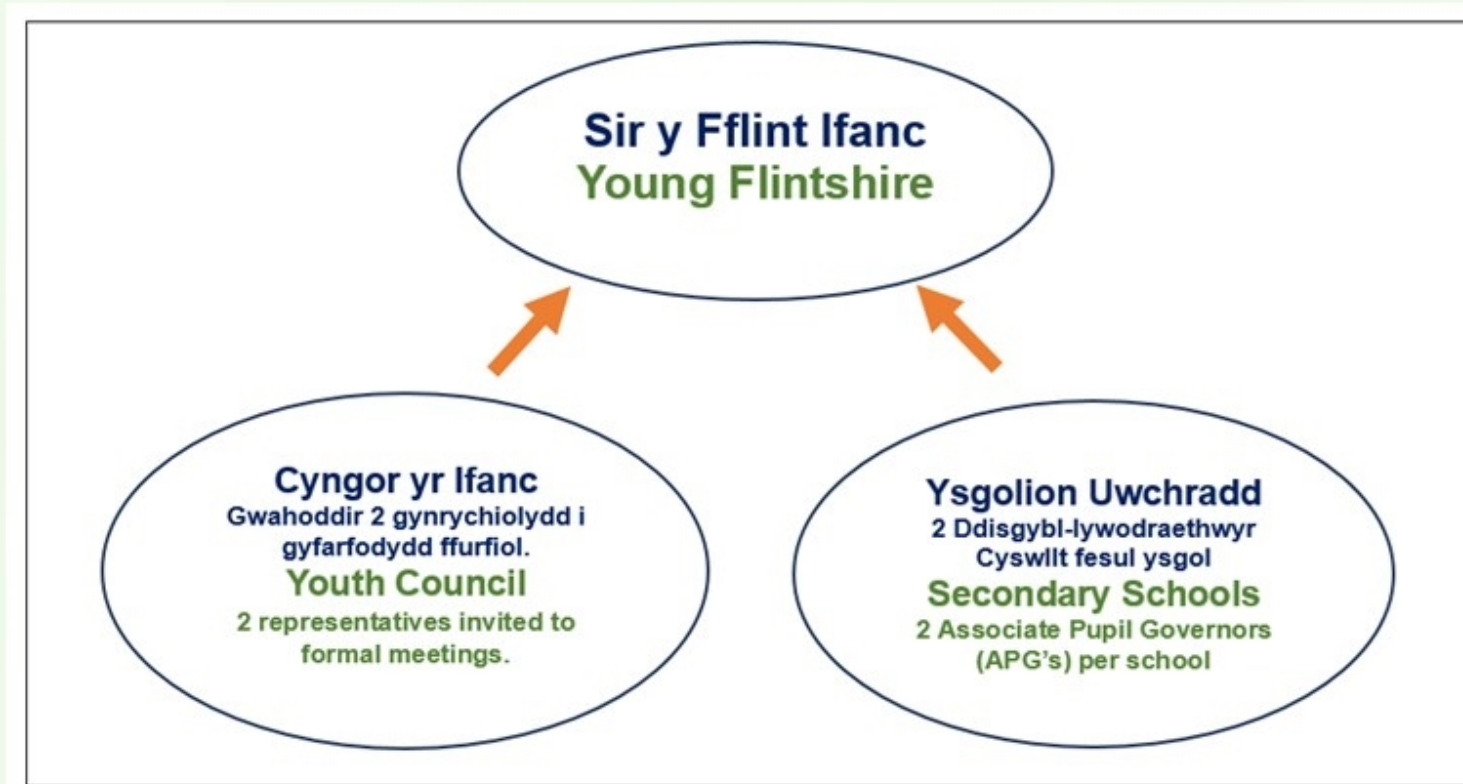 Sir y Fflint Ifanc
Young Flintshire
Cyngor yr Ifanc
Gwahoddir 2 gynrychiolydd i
gyfarfodydd ffurfiol.
Youth Council
2 representatives invited to
formal meetings.
Ysgolion Uwchradd
2 Ddisgybl-lywodraethwyr
Cyswllt fesul ysgol
Secondary Schools
2 Associate Pupil Governors
(APG's) per school